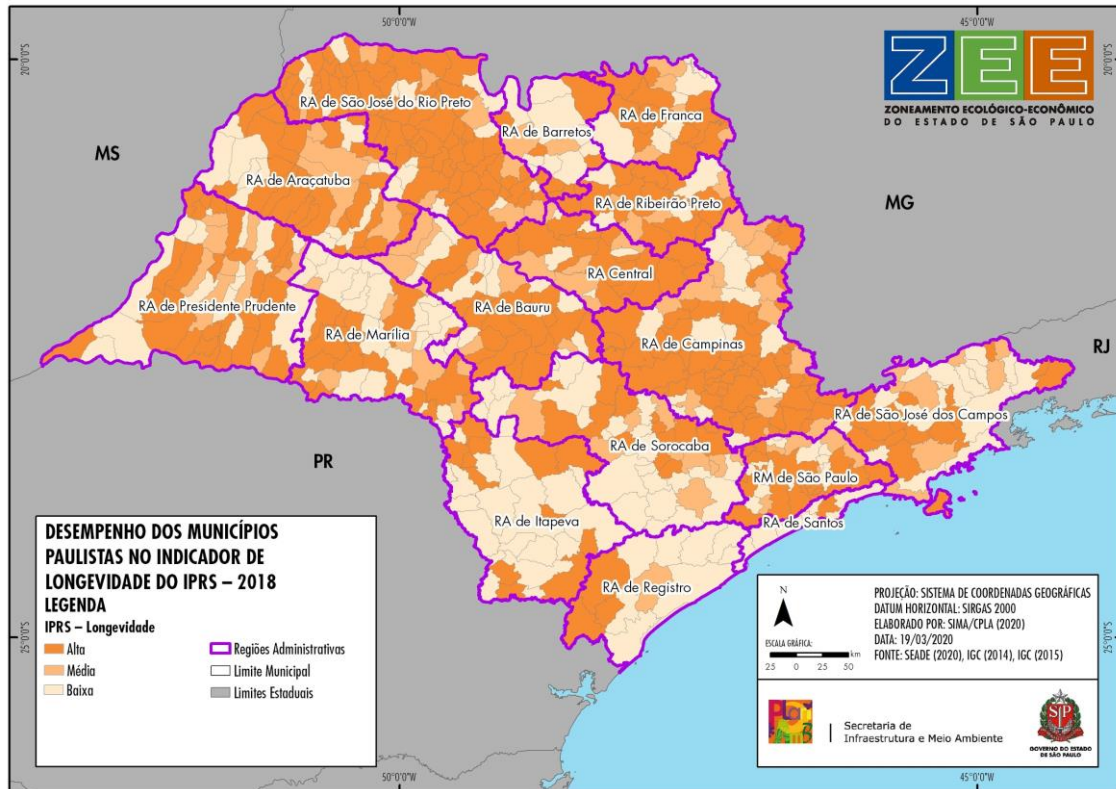 50°0'0"W
45°0'0"W
20°0'0"S
20°0'0"S
ZEE
ZONEAMENTO ECOLÓGICO-ECONÔMICO
DO ESTADO DE SÃO PAULO
RA de São José do Rio Preto
RA de Barretos
RA de Franca
MS
RA de Araçatuba
RA de Ribeirão Preto
MG
RA Central
RA de Presidente Prudente
RA de Bauru
RA de Marília
RA de Campinas
RJ
RA de São José dos Campos
RA de Sorocaba
PR
RM de São Paulo
RA de Santos
RA de Itapeva
RA de Registro
DESEMPENHO DOS MUNICÍPIOS
PAULISTAS NO INDICADOR DE
LONGEVIDADE DO IPRS – 2018
LEGENDA
IPRS – Longevidade
Alta
Média
Baixa
Regiões Administrativas
Limite Municipal
Limites Estaduais
N
ESCALA GRÁFICA:
km
25 0 25 50
PROJEÇÃO: SISTEMA DE COORDENADAS GEOGRÁFICAS
DATUM HORIZONTAL: SIRGAS 2000
ELABORADO POR: SIMA/CPLA (2020)
DATA: 19/03/2020
FONTE: SEADE (2020), IGC (2014), IGC (2015)
25°0'0"S
25°0'0"S
Secretaria de
Infraestrutura e Meio Ambiente
GOVERNO DO ESTADO
DE SÃO PAULO
50°0'0"W
45°0'0"W